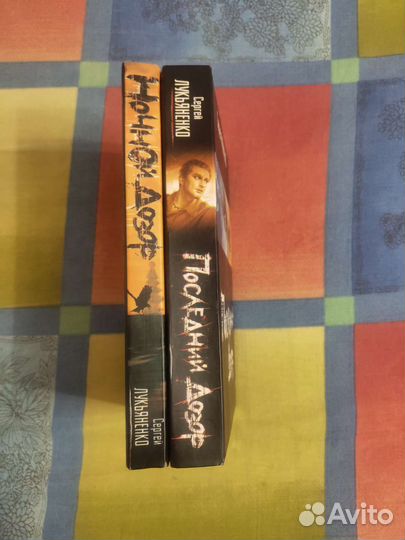 Ночной Дозор
Сергей
ЛУКЬЯНЕНКО
Сергей
ЛУКЬЯНЕНКО
Последний Дозор
Avito